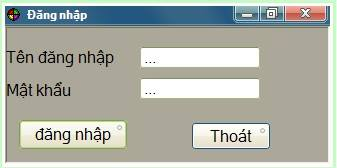 Đăng nhập
Tên đăng nhập ...
Mật khẩu ...
đăng nhập Thoát